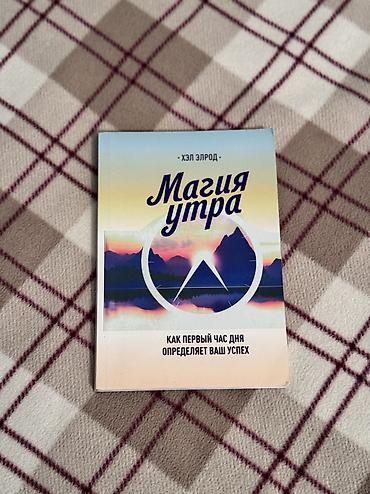 • ХЭЛ ЭЛРОД •
Магия
утра
КАК ПЕРВЫЙ ЧАС ДНЯ
ОПРЕДЕЛЯЕТ ВАШ УСПЕХ